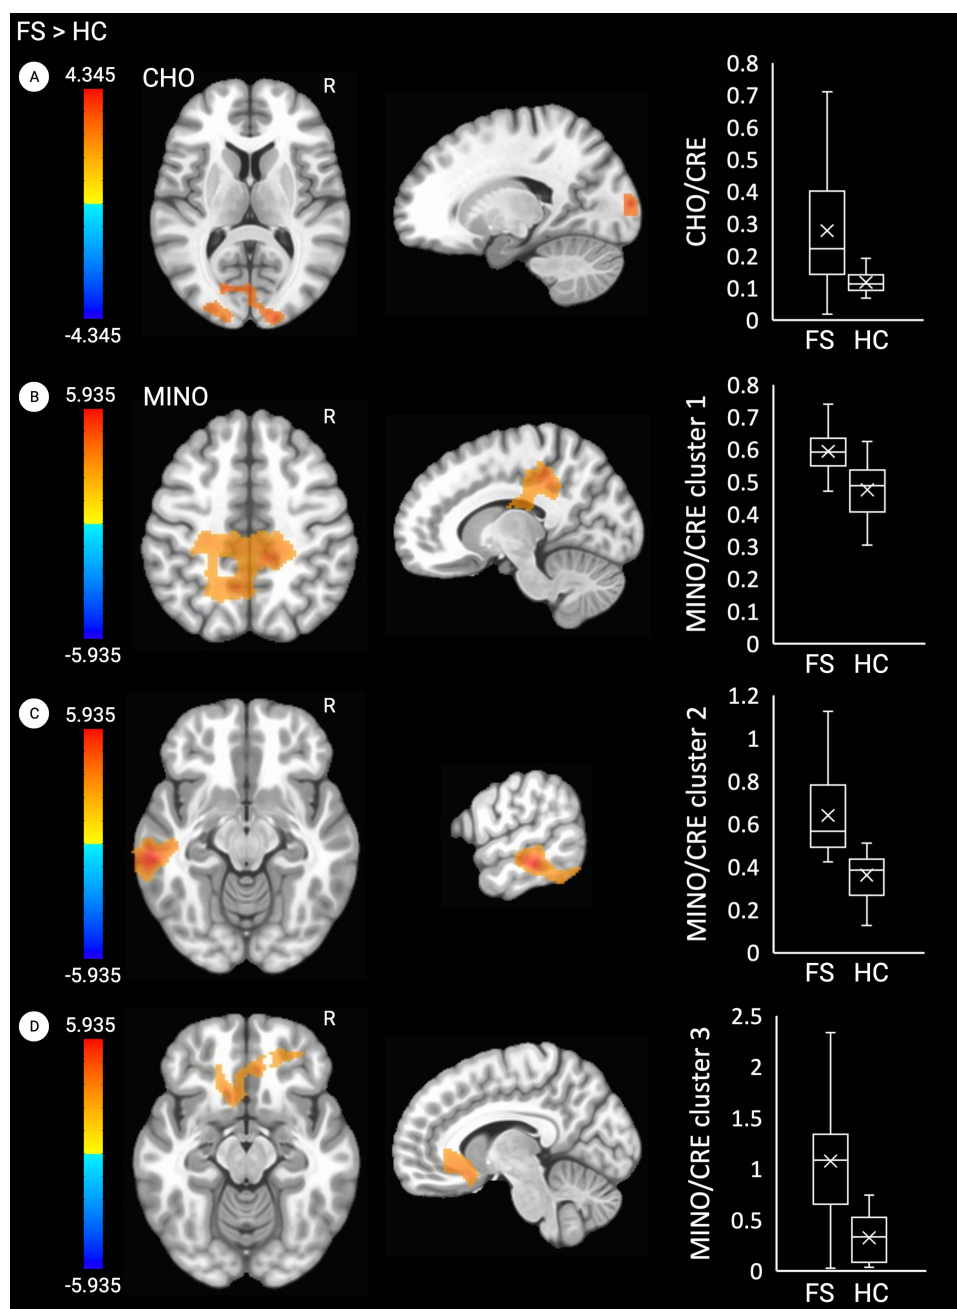 FS > HC
A
4.345
CHO
R
-4.345
CHO/CRE
0.8
0.7
0.6
0.5
0.4
0.3
0.2
0.1
0
FS HC
B
5.935
MINO
R
-5.935
MINO/CRE cluster 1
0.8
0.7
0.6
0.5
0.4
0.3
0.2
0.1
0
FS HC
C
5.935
R
-5.935
MINO/CRE cluster 2
1.2
1
0.8
0.6
0.4
0.2
0
FS HC
D
5.935
R
-5.935
MINO/CRE cluster 3
2.5
2
1.5
1
0.5
0
FS HC